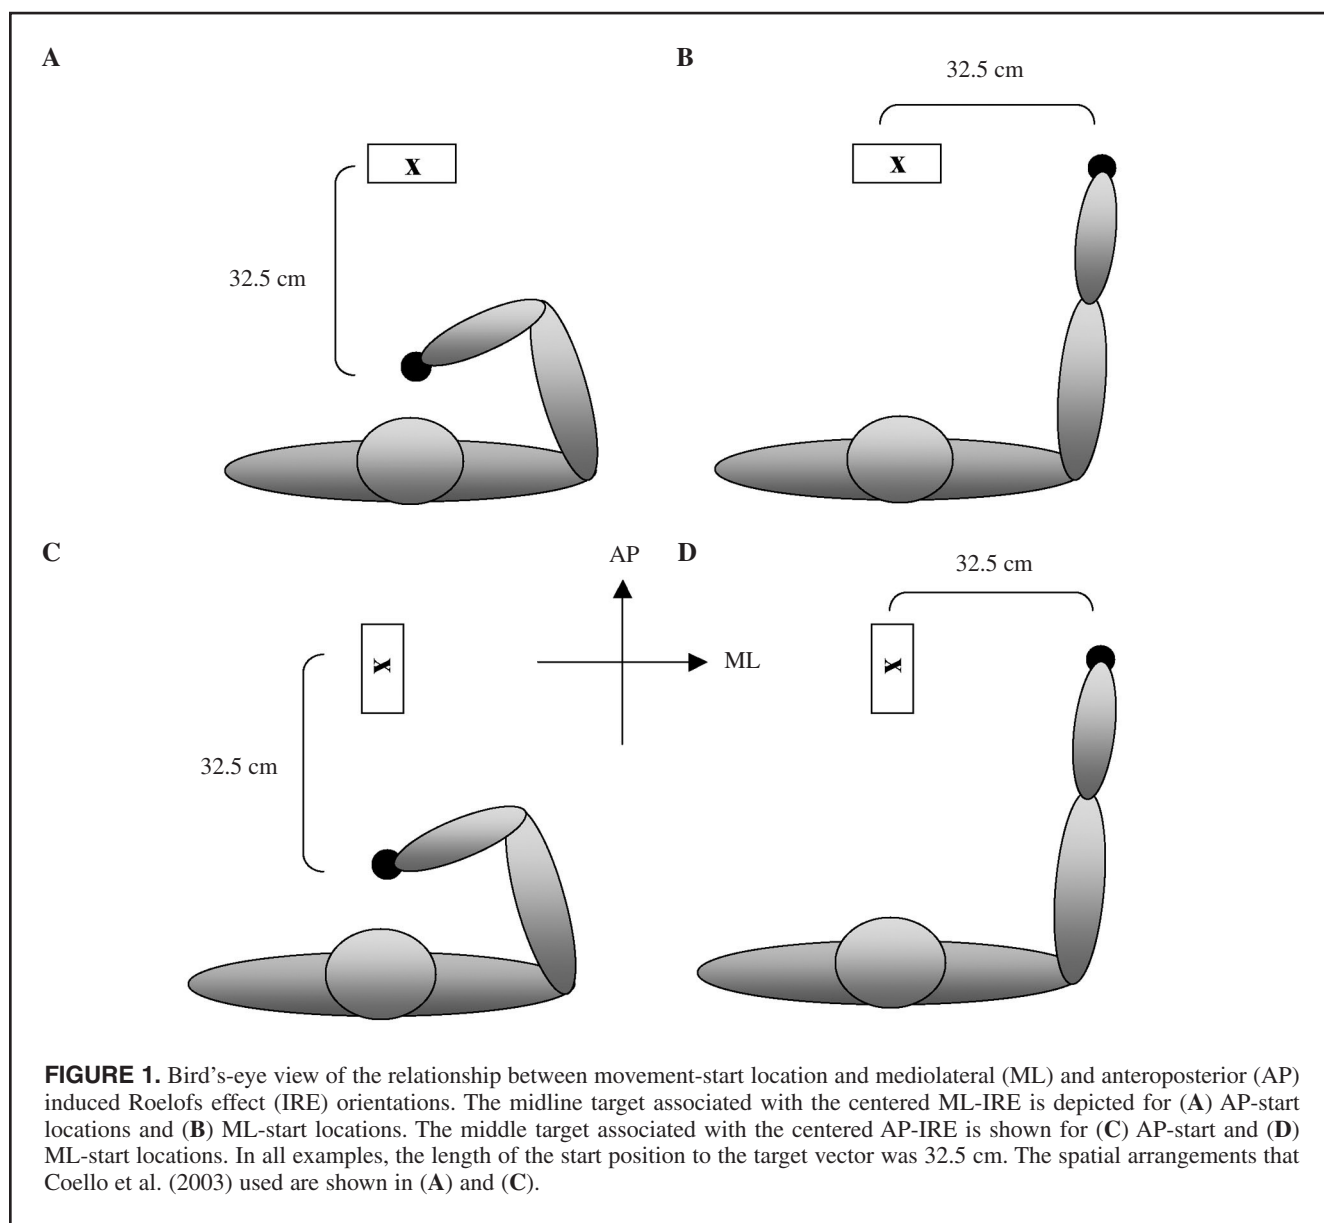 A
B
32.5 cm
x
x
32.5 cm
C
AP
D
32.5 cm
x
ML
x
32.5 cm
FIGURE 1. Bird's-eye view of the relationship between movement-start location and mediolateral (ML) and anteroposterior (AP)
induced Roelofs effect (IRE) orientations. The midline target associated with the centered ML-IRE is depicted for (A) AP-start
locations and (B) ML-start locations. The middle target associated with the centered AP-IRE is shown for (C) AP-start and (D)
ML-start locations. In all examples, the length of the start position to the target vector was 32.5 cm. The spatial arrangements that
Coello et al. (2003) used are shown in (A) and (C).